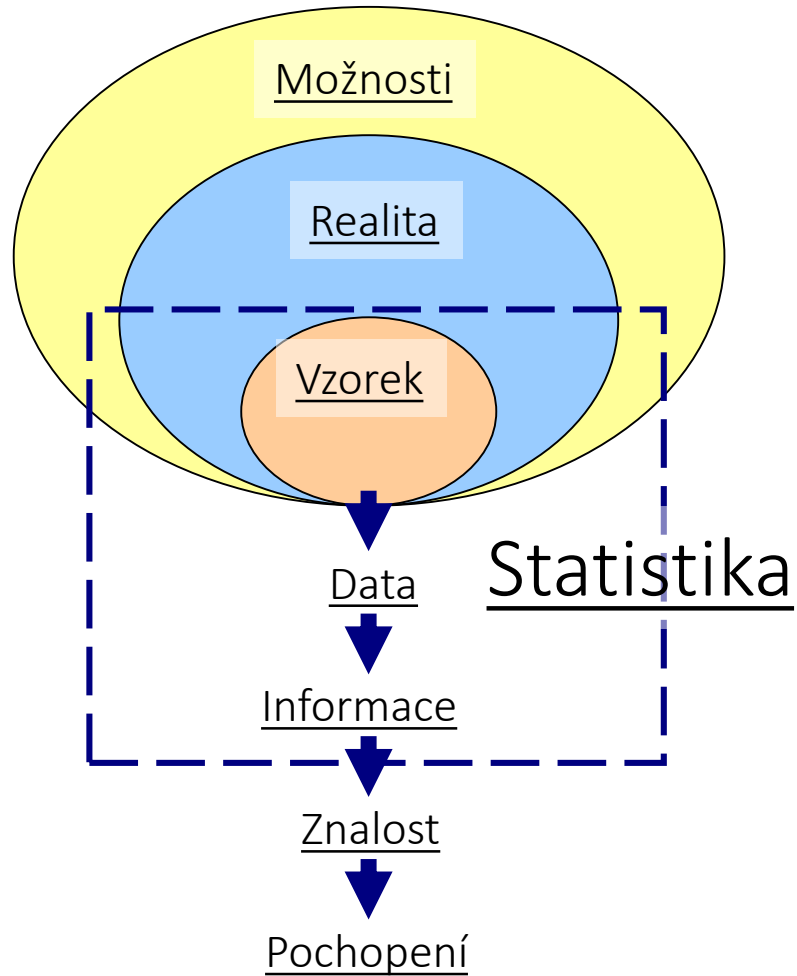 Možnosti
Realita
Vzorek
Statistika
Data
Informace
Znalost
Pochopení